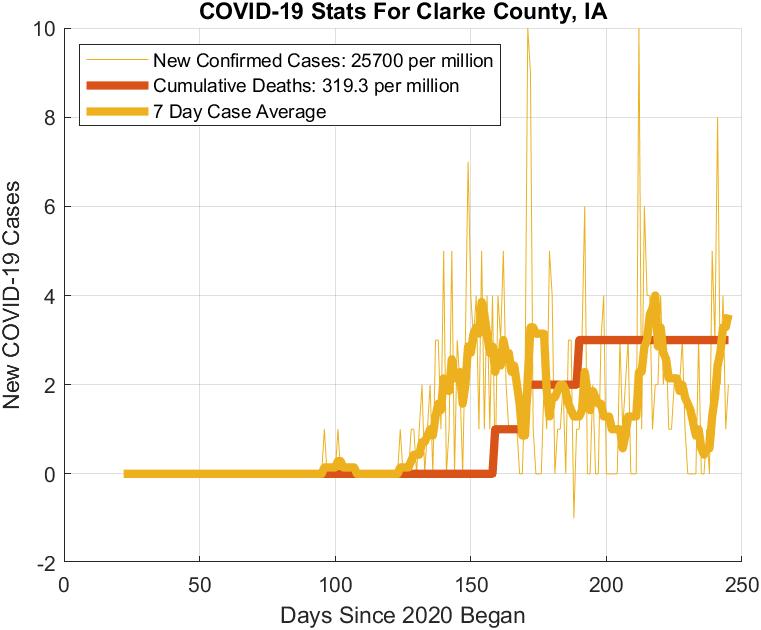 COVID-19 Stats For Clarke County, IA
10
8
6
4
2
0
-2
New COVID-19 Cases
New Confirmed Cases: 25700 per million
Cumulative Deaths: 319.3 per million
7 Day Case Average
0
50
100
150
200
250
Days Since 2020 Began